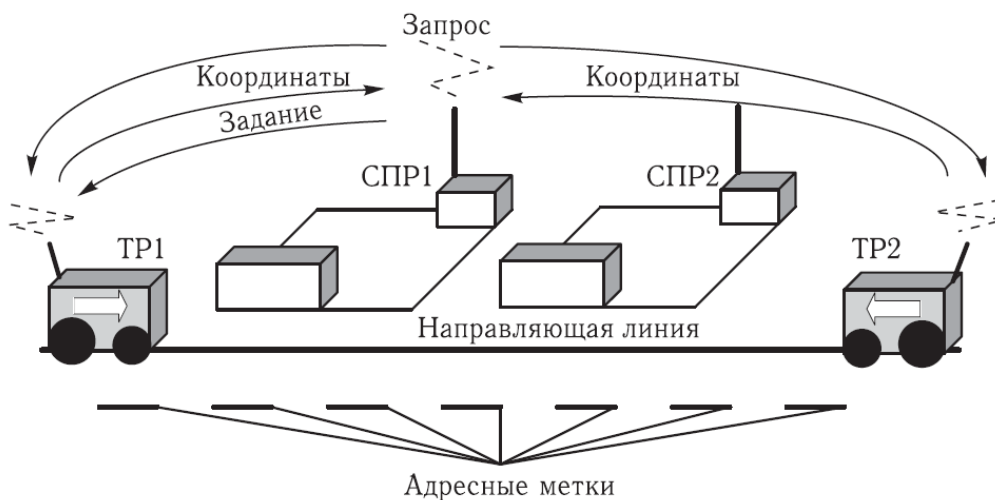 Запрос
Координаты
Координаты
Задание
СПР1
СПР2
ТР1
ТР2
Направляющая линия
Адресные метки